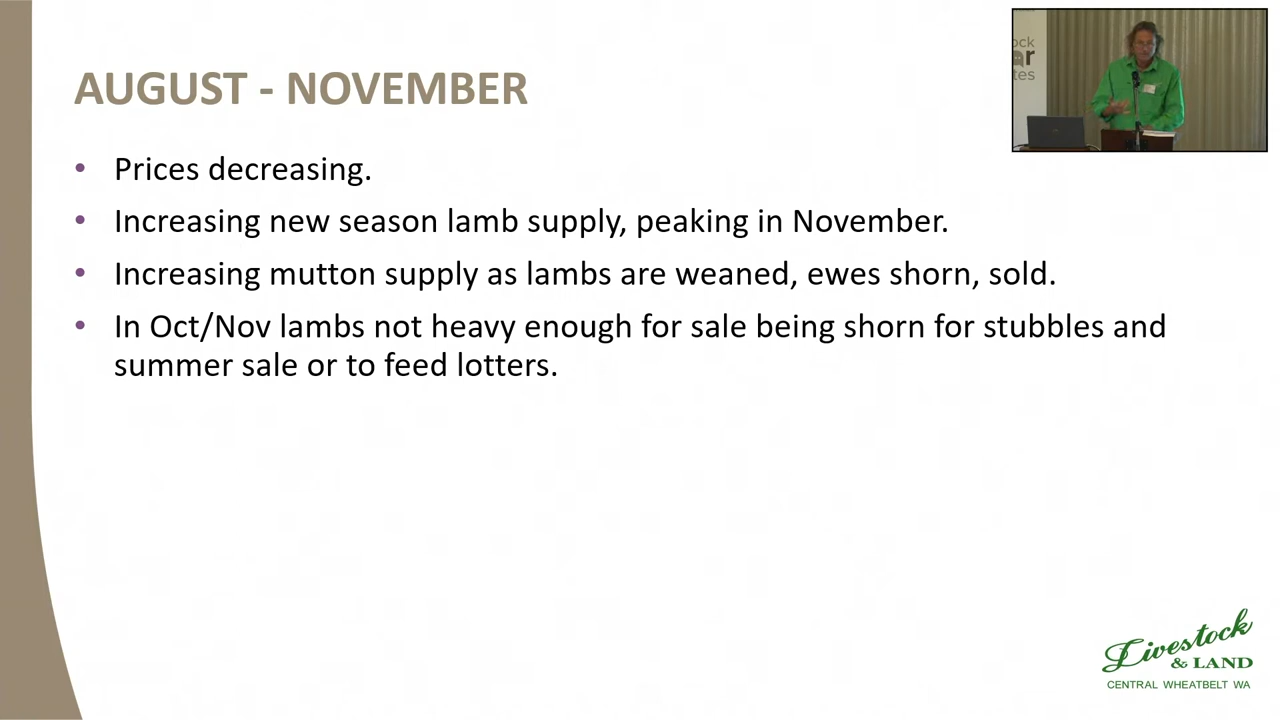 AUGUST - NOVEMBER
• Prices decreasing.
• Increasing new season lamb supply, peaking in November.
• Increasing mutton supply as lambs are weaned, ewes shorn, sold.
• In Oct/Nov lambs not heavy enough for sale being shorn for stubbles and
summer sale or to feed lotters.
Livestock
& LAND
CENTRAL WHEATBELT WA